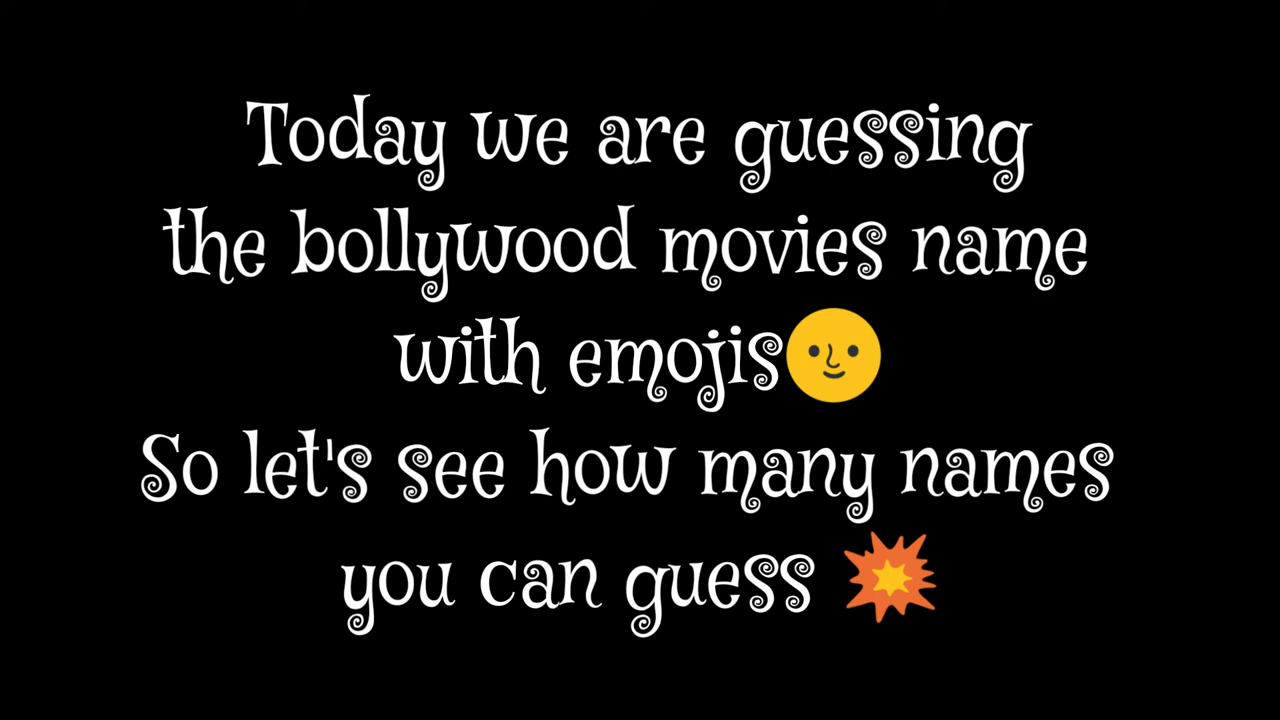 Today we are guessing
the bollywood movies name
with emojis🌝
So let's see how many names
you can guess 💥